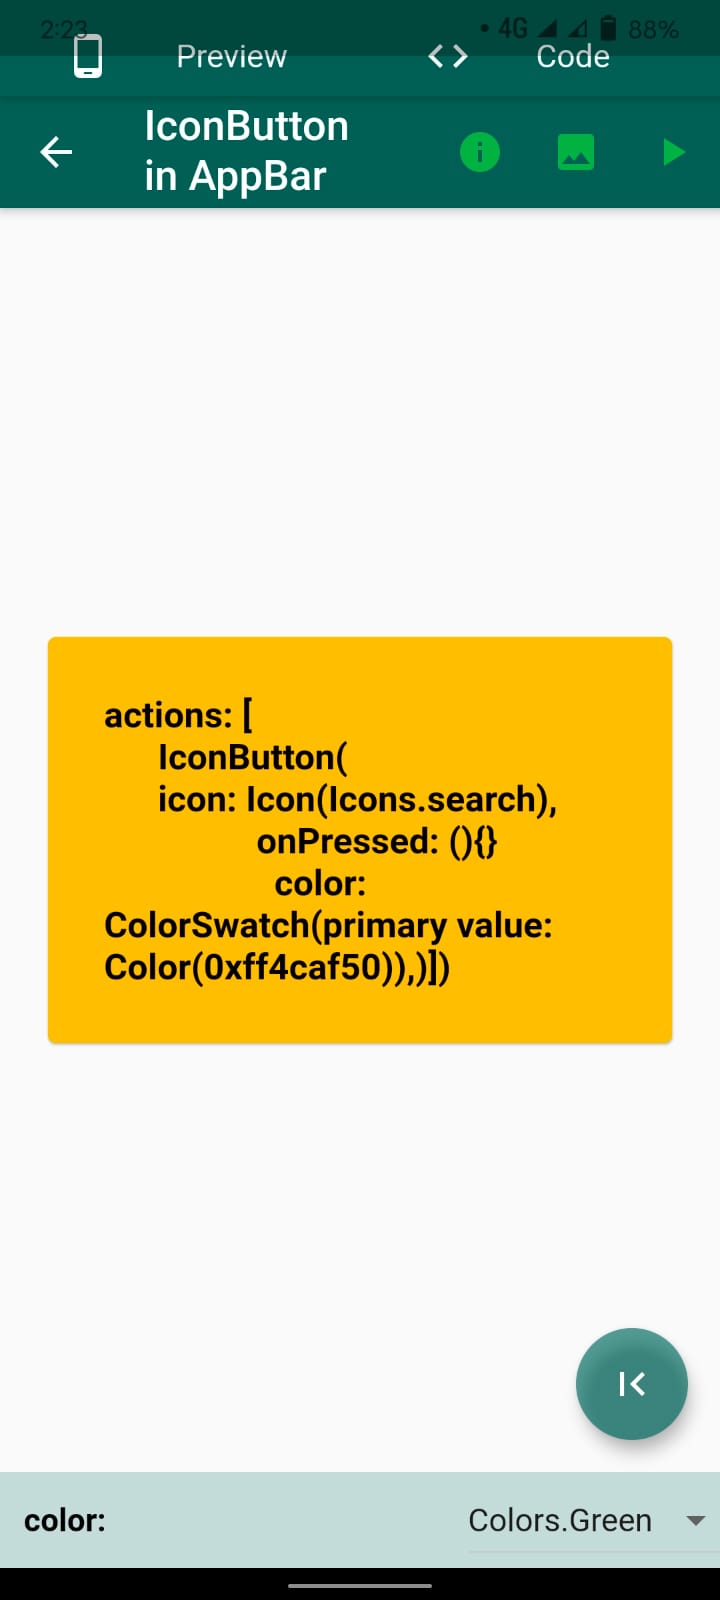 2:23 • 4G 88%
Preview <> Code
IconButton
in AppBar
actions: [
IconButton(
icon: Icon(Icons.search),
onPressed: (){}
color:
ColorSwatch(primary value:
Color(0xff4caf50)),)])
color: Colors.Green